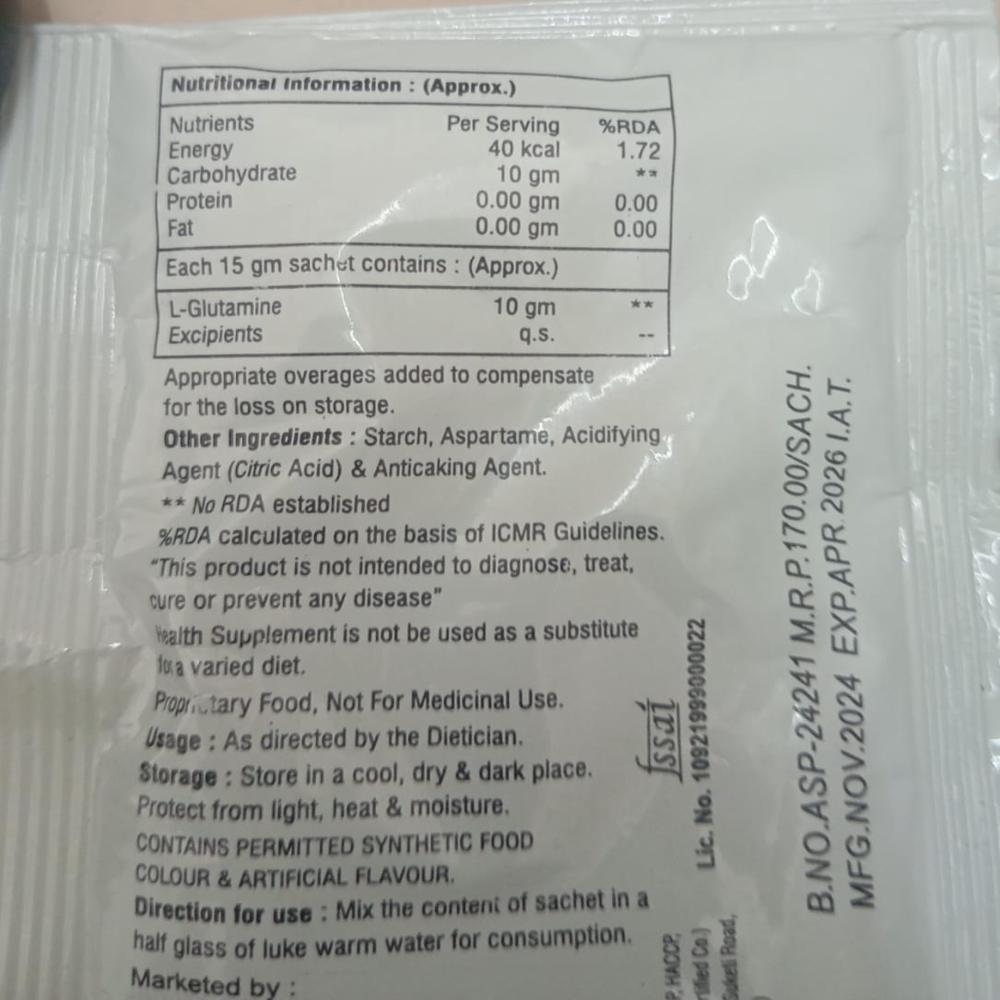 Nutritional Information : (Approx.)
Nutrients Per Serving %RDA
Energy 40 kcal 1.72
Carbohydrate 10 gm **
Protein 0.00 gm 0.00
Fat 0.00 gm 0.00
Each 15 gm sachet contains : (Approx.)
L-Glutamine 10 gm **
Excipients q.s. --
Appropriate overages added to compensate
for the loss on storage.
Other Ingredients : Starch, Aspartame, Acidifying
Agent (Citric Acid) & Anticaking Agent.
** No RDA established
%RDA calculated on the basis of ICMR Guidelines.
"This product is not intended to diagnose, treat,
cure or prevent any disease"
Health Supplement is not be used as a substitute
for a varied diet.
Proprietary Food, Not For Medicinal Use.
Usage : As directed by the Dietician.
Storage : Store in a cool, dry & dark place.
Protect from light, heat & moisture.
CONTAINS PERMITTED SYNTHETIC FOOD
COLOUR & ARTIFICIAL FLAVOUR.
Direction for use : Mix the content of sachet in a
half glass of luke warm water for consumption.
Marketed by :
fssai
Lic. No. 10921999000022
HACCP,
Co.)
Suketi Road,
B.NO.ASP-24241 M.R.P.170.00/SACH.
MFG.NOV.2024 EXP.APR.2026 I.A.T.